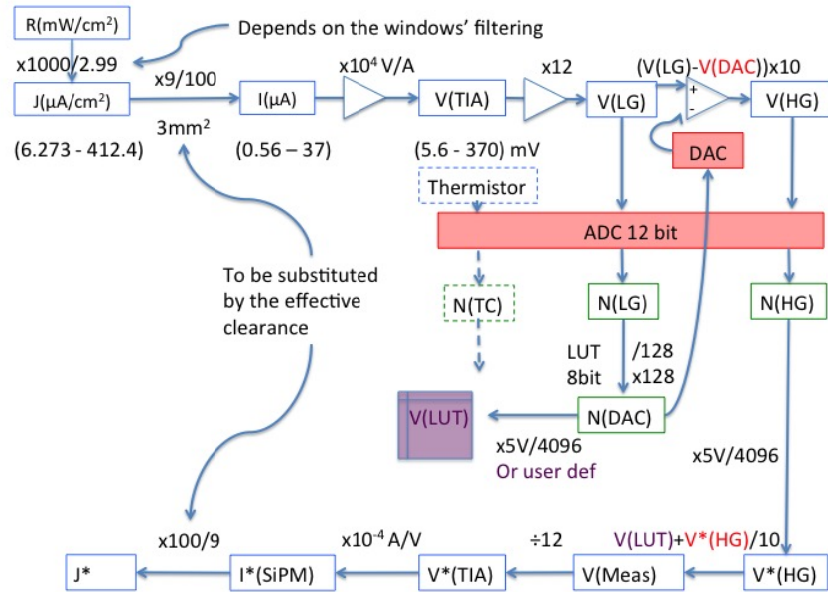 R(mW/cm²)
Depends on the windows' filtering
x1000/2.99
x9/100
x10⁴ V/A
x12
(V(LG)-V(DAC))x10
J(µA/cm²)
I(µA)
V(TIA)
V(LG)
+
-
V(HG)
3mm²
(6.273 - 412.4)
(0.56 – 37)
(5.6 - 370) mV
DAC
Thermistor
ADC 12 bit
To be substituted
by the effective
clearance
N(TC)
N(LG)
N(HG)
LUT
8bit
/128
x128
V(LUT)
N(DAC)
x5V/4096
Or user def
x5V/4096
x100/9
x10⁻⁴ A/V
÷12
V(LUT)+V*(HG)/10
J*
I*(SiPM)
V*(TIA)
V(Meas)
V*(HG)